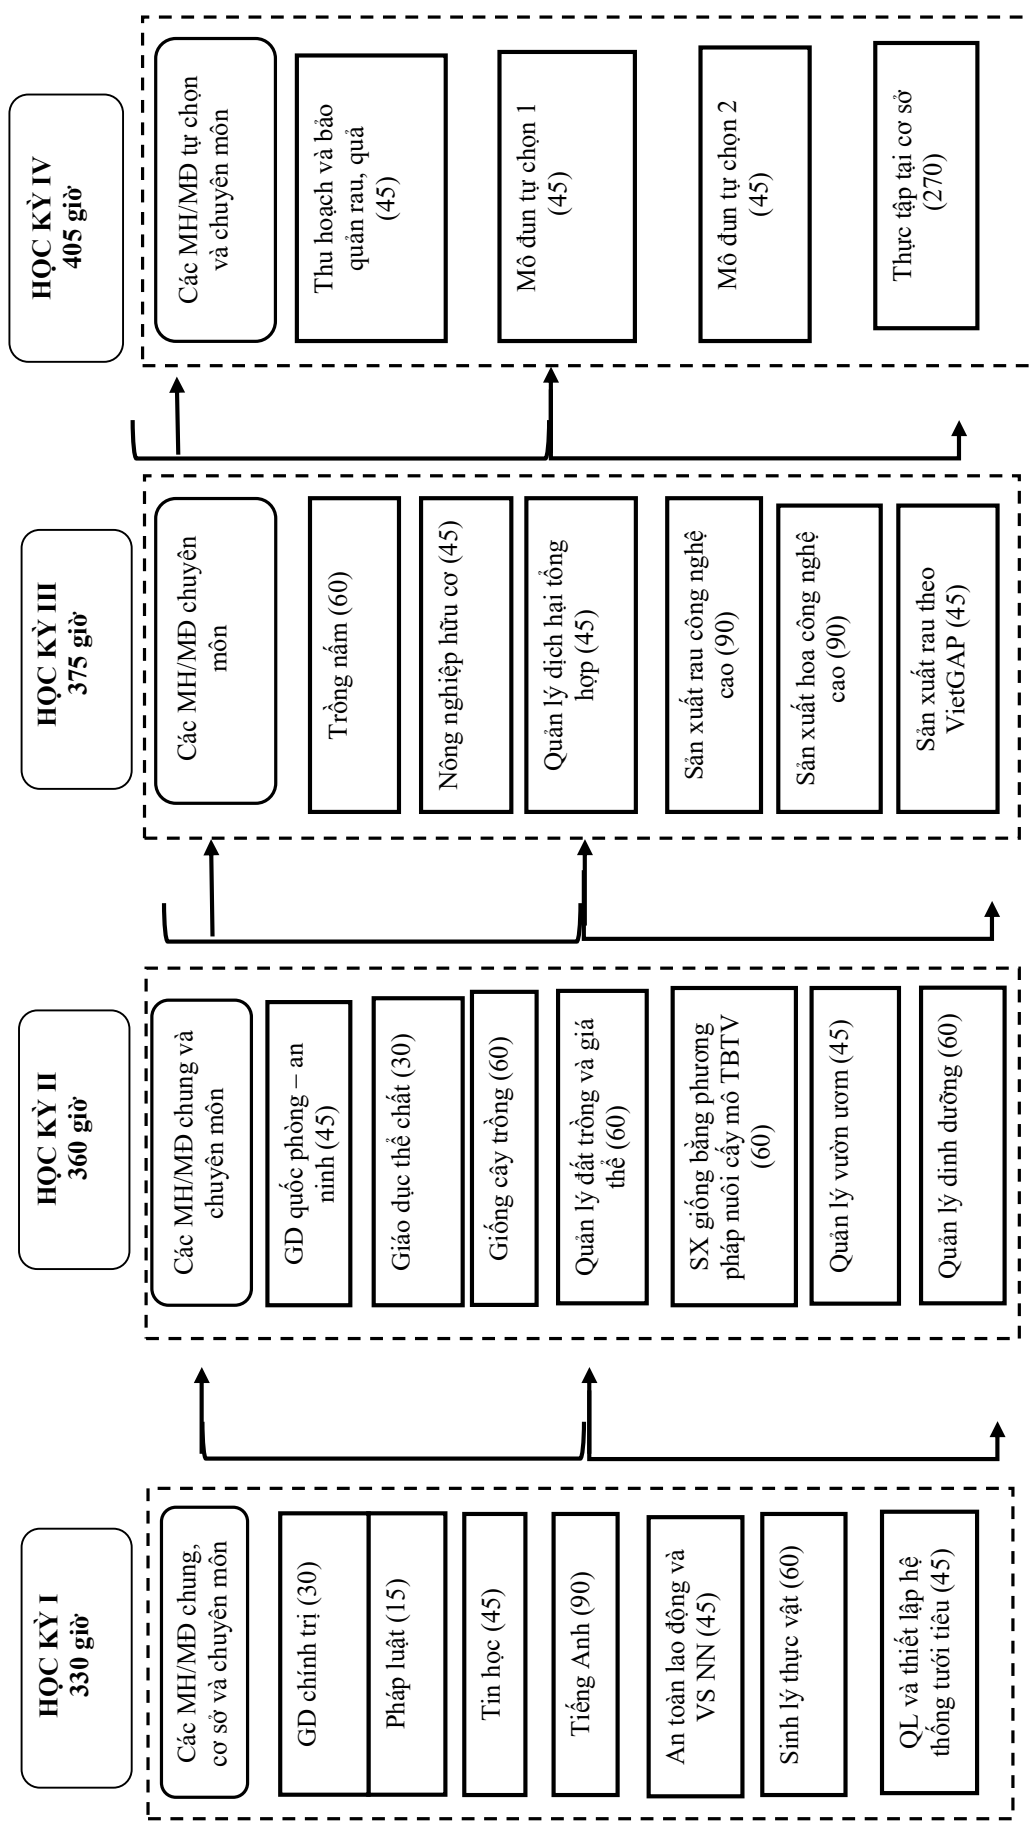 HỌC KỲ I
330 giờ
Các MH/MĐ chung,
cơ sở và chuyên môn
GD chính trị (30)
Pháp luật (15)
Tin học (45)
Tiếng Anh (90)
An toàn lao động và
VS NN (45)
Sinh lý thực vật (60)
QL và thiết lập hệ
thống tưới tiêu (45)
HỌC KỲ II
360 giờ
Các MH/MĐ chung và
chuyên môn
GD quốc phòng – an
ninh (45)
Giáo dục thể chất (30)
Giống cây trồng (60)
Quản lý đất trồng và giá
thể (60)
SX giống bằng phương
pháp nuôi cấy mô TBTV
(60)
Quản lý vườn ươm (45)
Quản lý dinh dưỡng (60)
HỌC KỲ III
375 giờ
Các MH/MĐ chuyên
môn
Trồng nấm (60)
Nông nghiệp hữu cơ (45)
Quản lý dịch hại tổng
hợp (45)
Sản xuất rau công nghệ
cao (90)
Sản xuất hoa công nghệ
cao (90)
Sản xuất rau theo
VietGAP (45)
HỌC KỲ IV
405 giờ
Các MH/MĐ tự chọn
và chuyên môn
Thu hoạch và bảo
quản rau, quả
(45)
Mô đun tự chọn 1
(45)
Mô đun tự chọn 2
(45)
Thực tập tại cơ sở
(270)